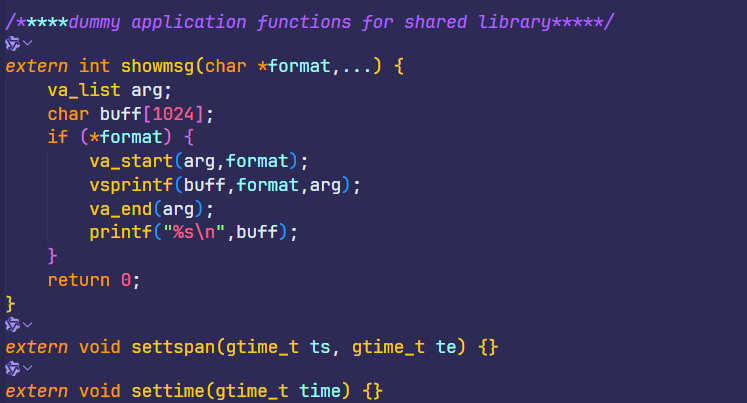 /*****dummy application functions for shared library*****/
extern int showmsg(char *format,...) {
    va_list arg;
    char buff[1024];
    if (*format) {
        va_start(arg,format);
        vsprintf(buff,format,arg);
        va_end(arg);
        printf("%s\n",buff);
    }
    return 0;
}
extern void settspan(gtime_t ts, gtime_t te) {}
extern void settime(gtime_t time) {}